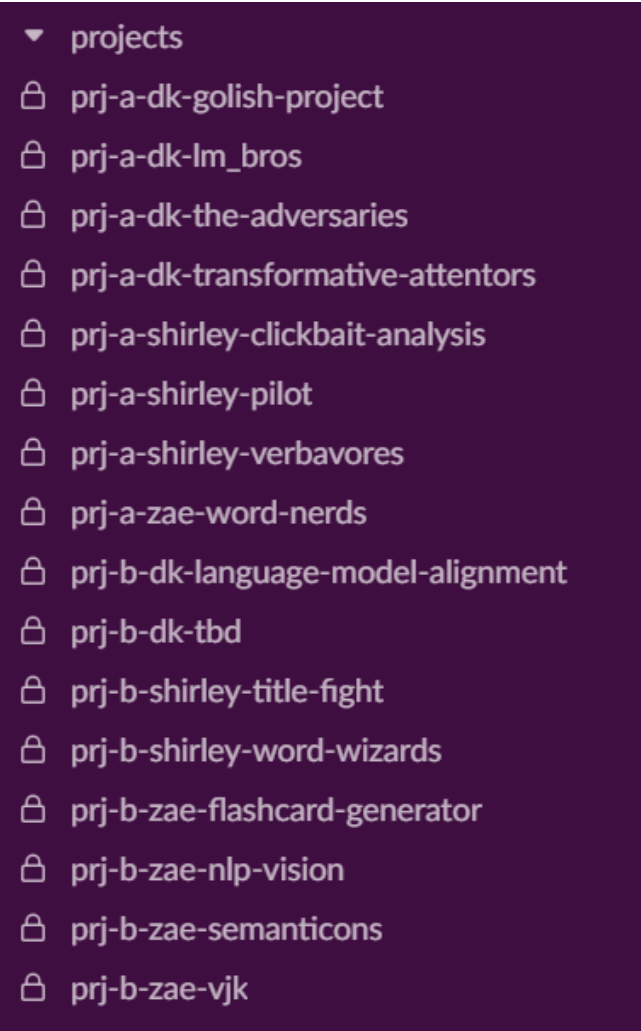 projects
prj-a-dk-golish-project
prj-a-dk-lm_bros
prj-a-dk-the-adversaries
prj-a-dk-transformative-attentors
prj-a-shirley-clickbait-analysis
prj-a-shirley-pilot
prj-a-shirley-verbavores
prj-a-zae-word-nerds
prj-b-dk-language-model-alignment
prj-b-dk-tbd
prj-b-shirley-title-fight
prj-b-shirley-word-wizards
prj-b-zae-flashcard-generator
prj-b-zae-nlp-vision
prj-b-zae-semanticons
prj-b-zae-vjk